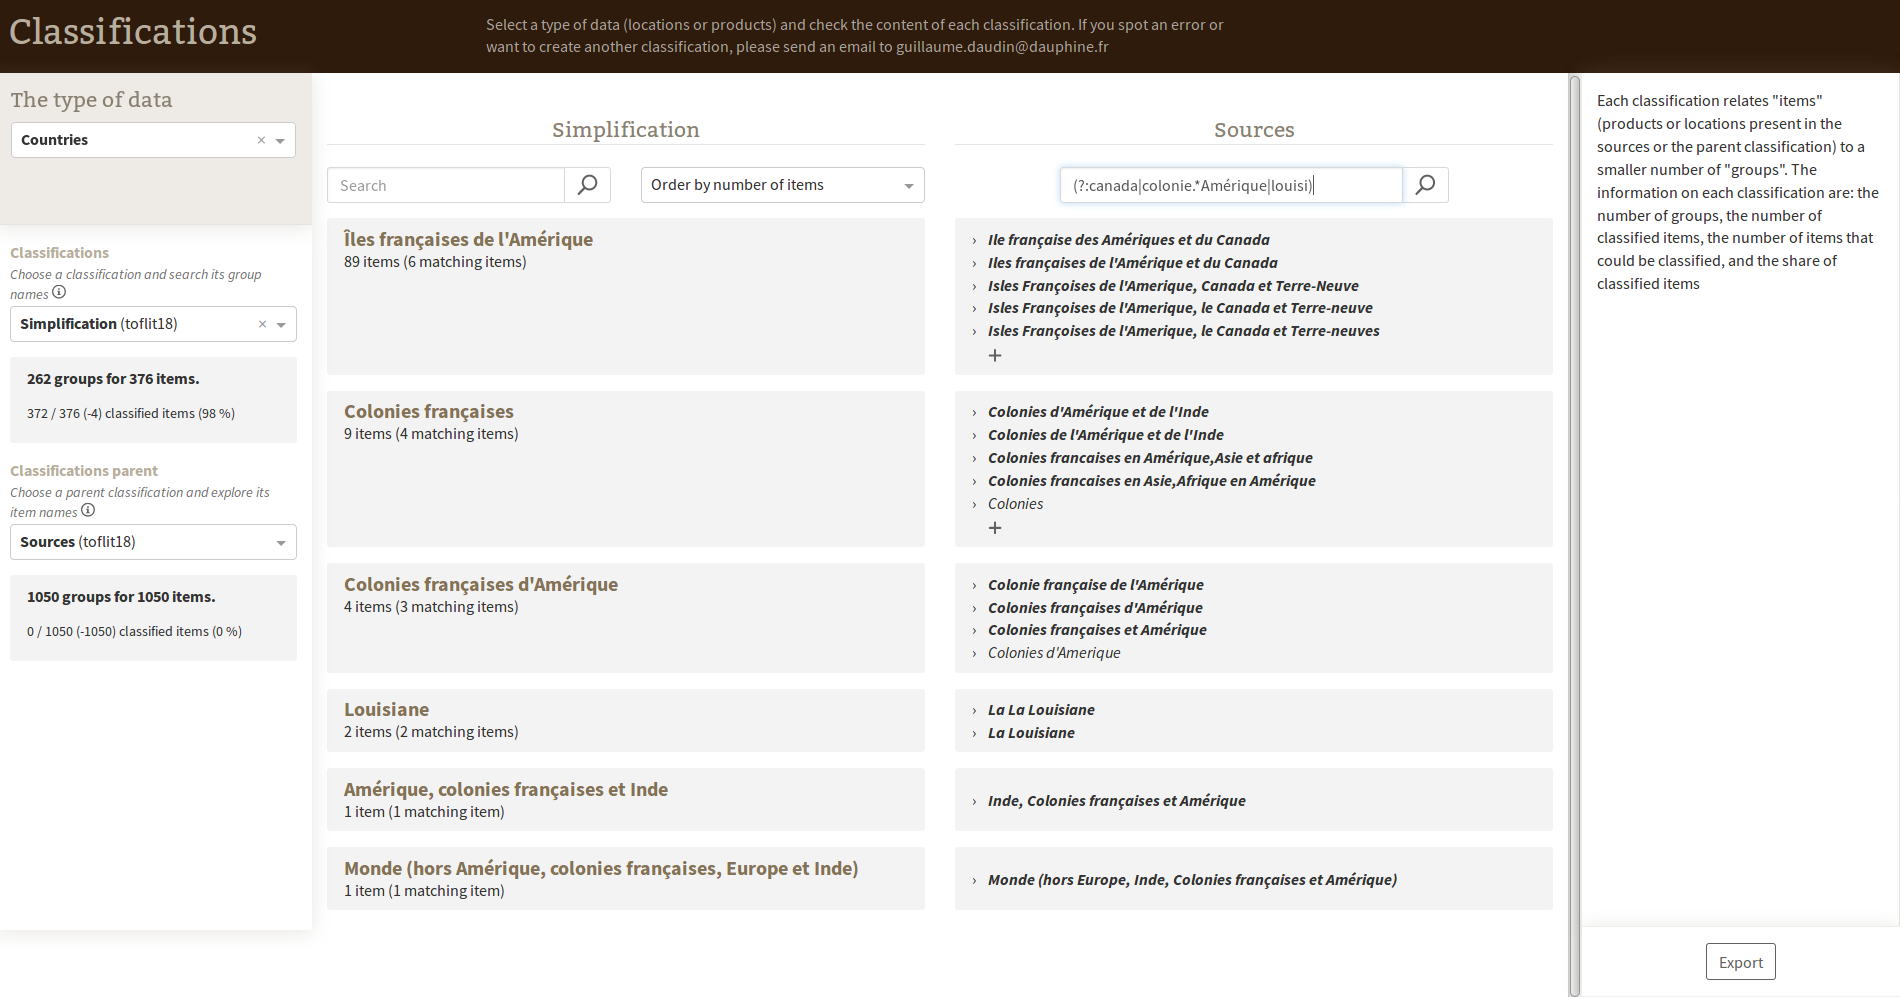 Classifications
Select a type of data (locations or products) and check the content of each classification. If you spot an error or
want to create another classification, please send an email to guillaume.daudin@dauphine.fr
The type of data
Countries × 
Classifications
Choose a classification and search its group
names
Simplification (toflit18) ×
262 groups for 376 items.
372 / 376 (-4) classified items (98 %)
Classifications parent
Choose a parent classification and explore its
item names
Sources (toflit18)
1050 groups for 1050 items.
0 / 1050 (-1050) classified items (0 %)
Simplification
Search
Order by number of items
Sources
(?:canada|colonie.*Amérique|louisi)
Îles françaises de l'Amérique
89 items (6 matching items)
› Ile française des Amériques et du Canada
› Iles françaises de l'Amérique et du Canada
› Isles Françoises de l'Amerique, Canada et Terre-Neuve
› Isles Françoises de l'Amerique, le Canada et Terre-neuve
› Isles Françoises de l'Amerique, le Canada et Terre-neuves
+
Colonies françaises
9 items (4 matching items)
› Colonies d'Amérique et de l'Inde
› Colonies de l'Amérique et de l'Inde
› Colonies francaises en Amérique,Asie et afrique
› Colonies francaises en Asie,Afrique en Amérique
› Colonies
+
Colonies françaises d'Amérique
4 items (3 matching items)
› Colonie française de l'Amérique
› Colonies françaises d'Amérique
› Colonies françaises et Amérique
› Colonies d'Amerique
Louisiane
2 items (2 matching items)
› La La Louisiane
› La Louisiane
Amérique, colonies françaises et Inde
1 item (1 matching item)
› Inde, Colonies françaises et Amérique
Monde (hors Amérique, colonies françaises, Europe et Inde)
1 item (1 matching item)
› Monde (hors Europe, Inde, Colonies françaises et Amérique)
Each classification relates "items"
(products or locations present in the
sources or the parent classification) to a
smaller number of "groups". The
information on each classification are: the
number of groups, the number of
classified items, the number of items that
could be classified, and the share of
classified items
Export